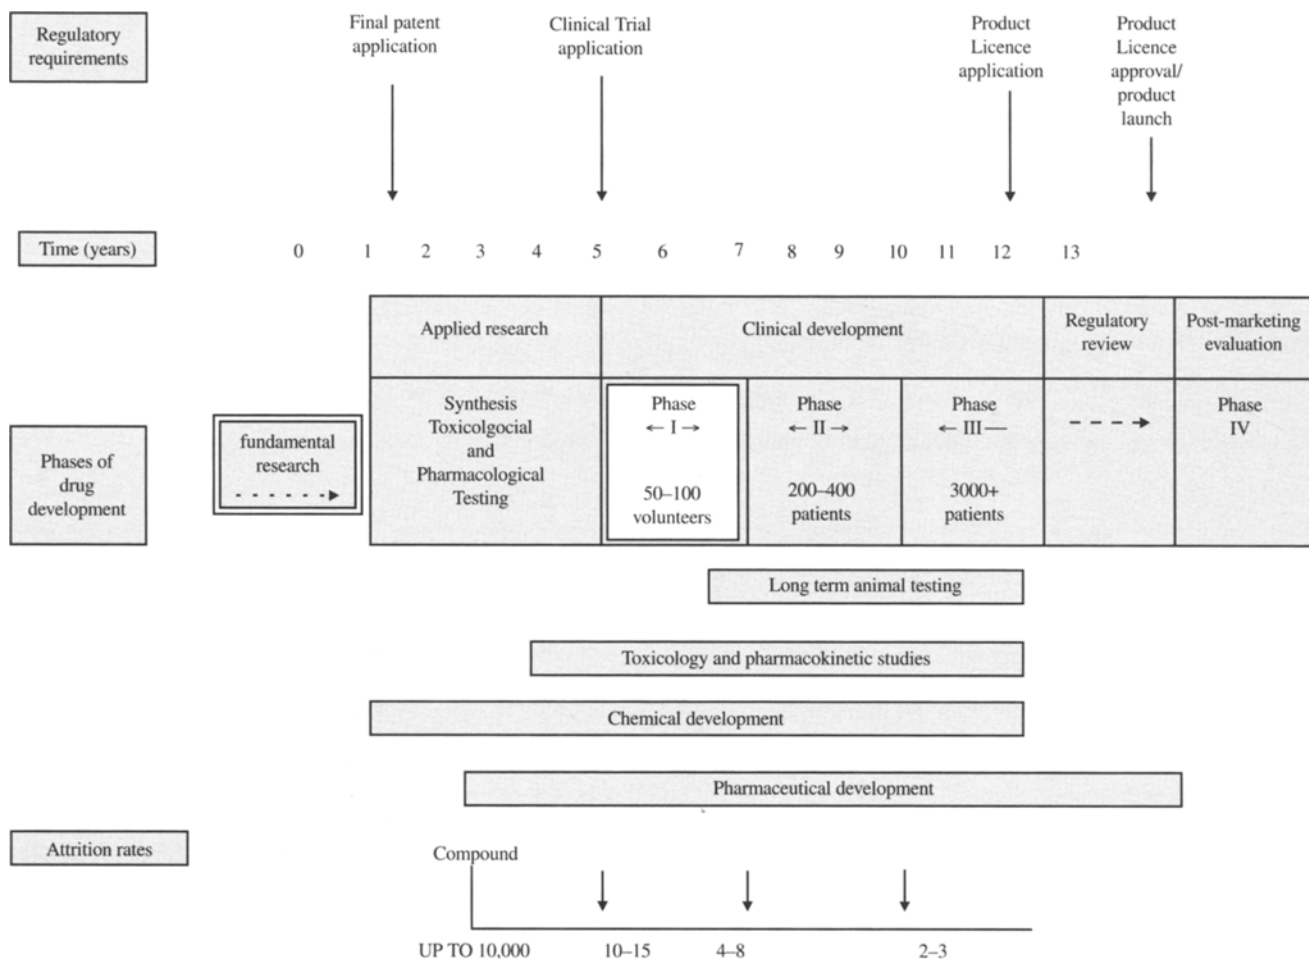 Regulatory
requirements
Final patent
application
Clinical Trial
application
Product
Licence
application
Product
Licence
approval/
product
launch
Time (years)
0 1 2 3 4 5 6 7 8 9 10 11 12 13
Applied research
Clinical development
Regulatory
review
Post-marketing
evaluation
Phases of
drug
development
fundamental
research
Synthesis
Toxicolgocial
and
Pharmacological
Testing
Phase
← I →
50–100
volunteers
Phase
← II →
200–400
patients
Phase
← III —
3000+
patients
Phase
IV
Long term animal testing
Toxicology and pharmacokinetic studies
Chemical development
Pharmaceutical development
Attrition rates
Compound
UP TO 10,000 10–15 4–8 2–3